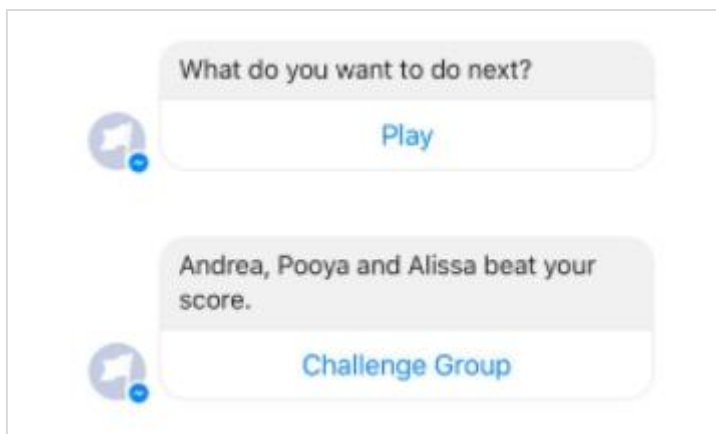 What do you want to do next?
Play
Andrea, Pooya and Alissa beat your
score.
Challenge Group